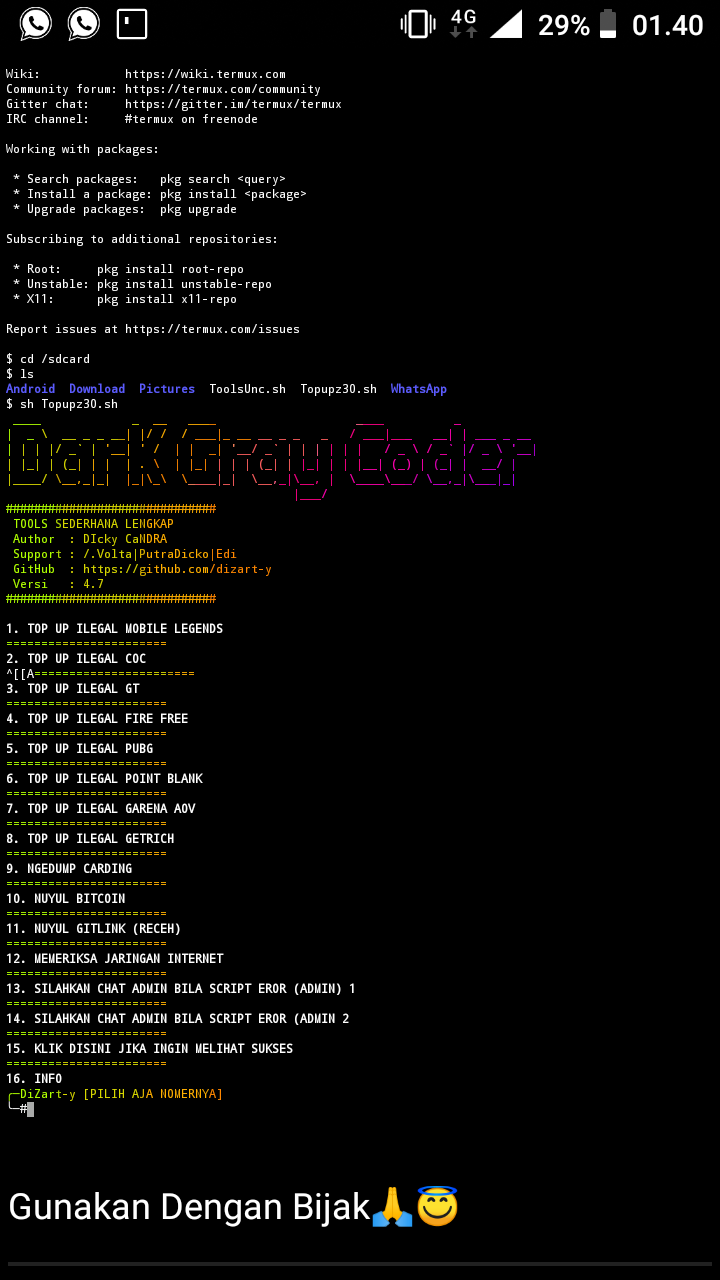 4G 29% 01.40
Wiki: https://wiki.termux.com
Community forum: https://termux.com/community
Gitter chat: https://gitter.im/termux/termux
IRC channel: #termux on freenode
Working with packages:
* Search packages: pkg search <query>
* Install a package: pkg install <package>
* Upgrade packages: pkg upgrade
Subscribing to additional repositories:
* Root: pkg install root-repo
* Unstable: pkg install unstable-repo
* X11: pkg install x11-repo
Report issues at https://termux.com/issues
$ cd /sdcard
$ ls
Android Download Pictures ToolsUnc.sh Topupz30.sh WhatsApp
$ sh Topupz30.sh
Dark Gray Coder
##############################
TOOLS SEDERHANA LENGKAP
Author : DIcky CaNDRA
Support : /.Volta|PutraDicko|Edi
GitHub : https://github.com/dizart-y
Versi : 4.7
##############################
1. TOP UP ILEGAL MOBILE LEGENDS
=======================
2. TOP UP ILEGAL COC
^[[A=======================
3. TOP UP ILEGAL GT
=======================
4. TOP UP ILEGAL FIRE FREE
=======================
5. TOP UP ILEGAL PUBG
=======================
6. TOP UP ILEGAL POINT BLANK
=======================
7. TOP UP ILEGAL GARENA AOV
=======================
8. TOP UP ILEGAL GETRICH
=======================
9. NGEDUMP CARDING
=======================
10. NUYUL BITCOIN
=======================
11. NUYUL GITLINK (RECEH)
=======================
12. MEMERIKSA JARINGAN INTERNET
=======================
13. SILAHKAN CHAT ADMIN BILA SCRIPT EROR (ADMIN) 1
=======================
14. SILAHKAN CHAT ADMIN BILA SCRIPT EROR (ADMIN 2
=======================
15. KLIK DISINI JIKA INGIN MELIHAT SUKSES
=======================
16. INFO
╭─DiZart-y [PILIH AJA NOMERNYA]
╰─#
Gunakan Dengan Bijak🙏😇